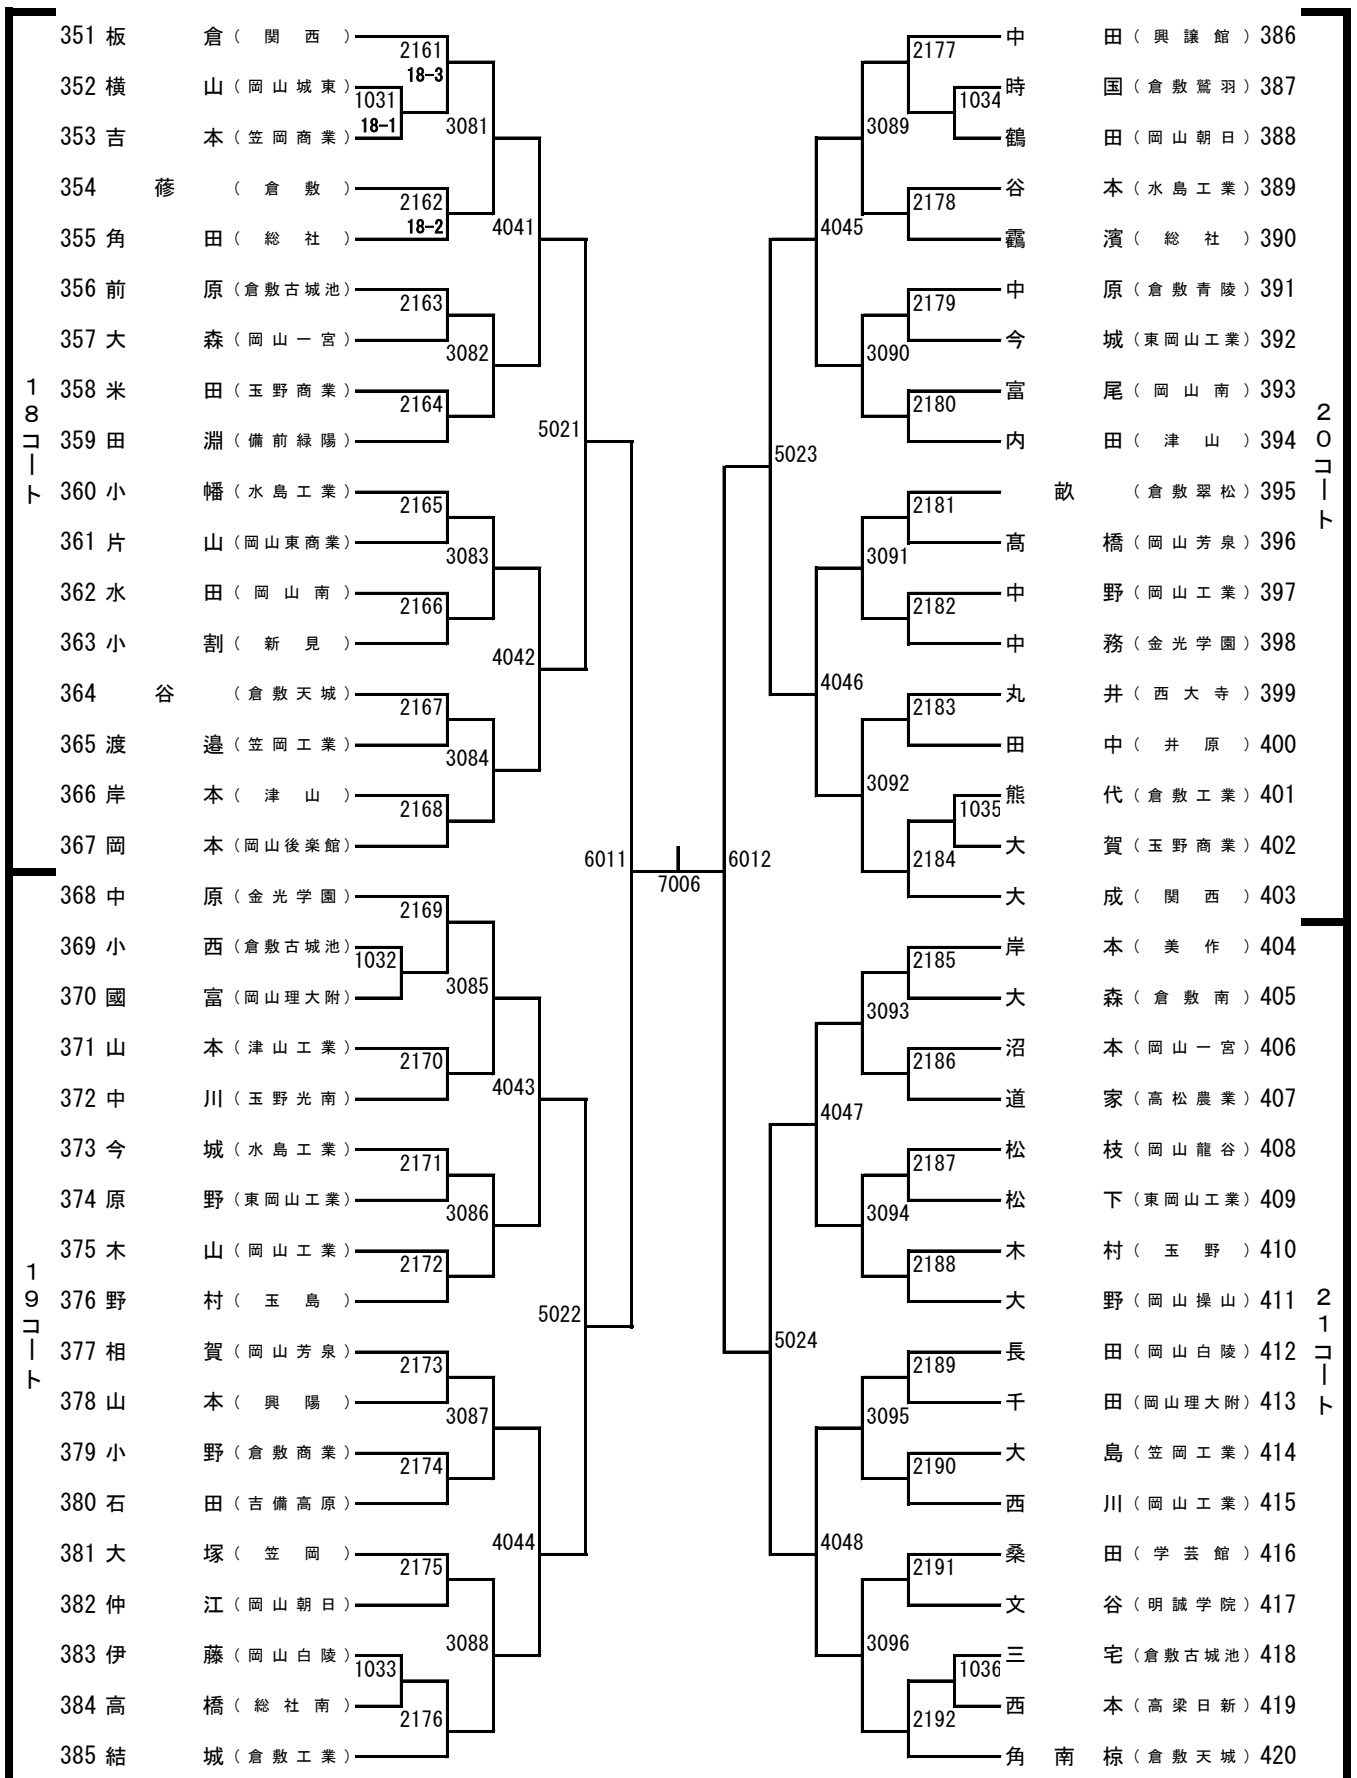 18コート
351 板倉 (関西)
352 横山 (岡山城東)
353 吉本 (笠岡商業)
354 蓚 (倉敷)
355 角田 (総社)
356 前原 (倉敷古城池)
357 大森 (岡山一宮)
358 米田 (玉野商業)
359 田淵 (備前緑陽)
360 小幡 (水島工業)
361 片山 (岡山東商業)
362 水田 (岡山南)
363 小割 (新見)
364 谷 (倉敷天城)
365 渡邉 (笠岡工業)
366 岸本 (津山)
367 岡本 (岡山後楽館)
19コート
368 中原 (金光学園)
369 小西 (倉敷古城池)
370 國富 (岡山理大附)
371 山本 (津山工業)
372 中川 (玉野光南)
373 今城 (水島工業)
374 原野 (東岡山工業)
375 木山 (岡山工業)
376 野村 (玉島)
377 相賀 (岡山芳泉)
378 山本 (興陽)
379 小野 (倉敷商業)
380 石田 (吉備高原)
381 大塚 (笠岡)
382 仲江 (岡山朝日)
383 伊藤 (岡山白陵)
384 高橋 (総社南)
385 結城 (倉敷工業)
1031
18-1
1032
1033
2161
18-3
2162
18-2
2163
2164
2165
2166
2167
2168
2169
2170
2171
2172
2173
2174
2175
2176
3081
3082
3083
3084
3085
3086
3087
3088
4041
4042
4043
4044
5021
5022
6011
7006
6012
5023
5024
4045
4046
4047
4048
3089
3090
3091
3092
3093
3094
3095
3096
2177
2178
2179
2180
2181
2182
2183
2184
2185
2186
2187
2188
2189
2190
2191
2192
1034
1035
1036
20コート
中田 (興譲館) 386
時国 (倉敷鷲羽) 387
鶴田 (岡山朝日) 388
谷本 (水島工業) 389
靏濱 (総社) 390
中原 (倉敷青陵) 391
今城 (東岡山工業) 392
富尾 (岡山南) 393
内田 (津山) 394
畝 (倉敷翠松) 395
髙橋 (岡山芳泉) 396
中野 (岡山工業) 397
中務 (金光学園) 398
丸井 (西大寺) 399
田中 (井原) 400
熊代 (倉敷工業) 401
大賀 (玉野商業) 402
大成 (関西) 403
21コート
岸本 (美作) 404
大森 (倉敷南) 405
沼本 (岡山一宮) 406
道家 (高松農業) 407
松枝 (岡山龍谷) 408
松下 (東岡山工業) 409
木村 (玉野) 410
大野 (岡山操山) 411
長田 (岡山白陵) 412
千田 (岡山理大附) 413
大島 (笠岡工業) 414
西川 (岡山工業) 415
桑田 (学芸館) 416
文谷 (明誠学院) 417
三宅 (倉敷古城池) 418
西本 (高梁日新) 419
角南椋 (倉敷天城) 420